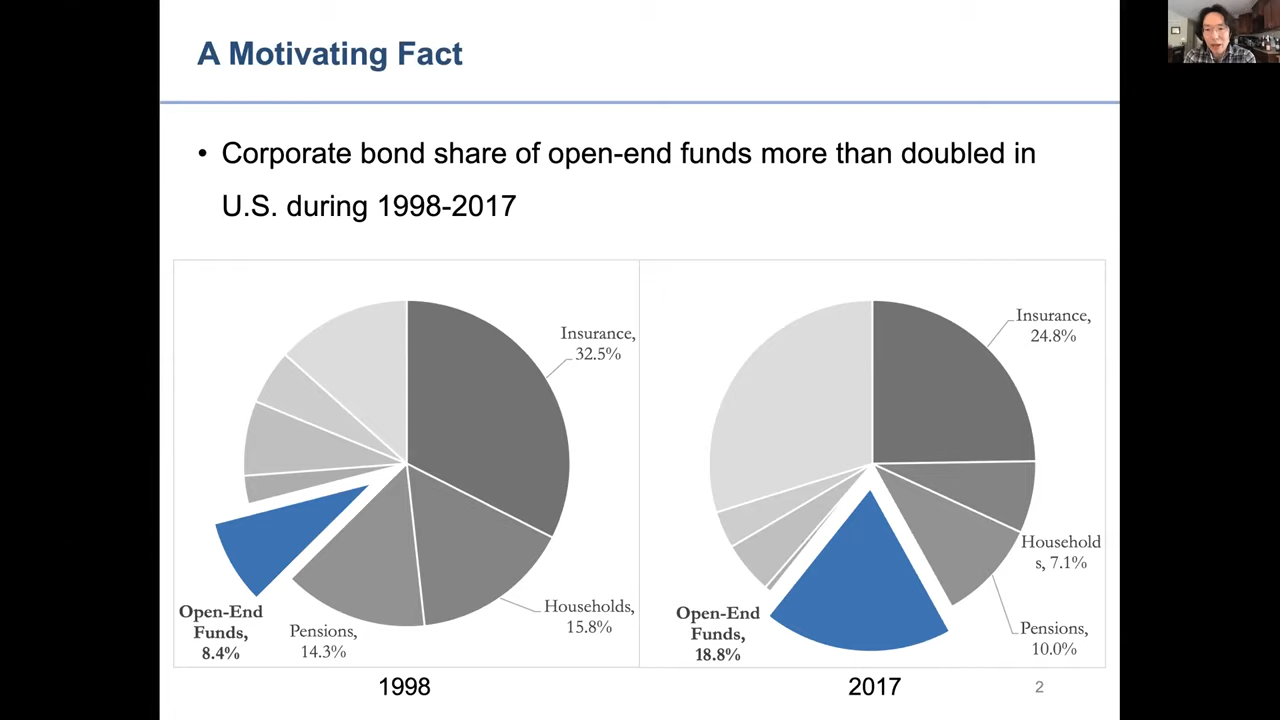 A Motivating Fact
• Corporate bond share of open-end funds more than doubled in
U.S. during 1998-2017
Insurance,
32.5%
Households,
15.8%
Pensions,
14.3%
Open-End
Funds,
8.4%
1998
Insurance,
24.8%
Household
s, 7.1%
Pensions,
10.0%
Open-End
Funds,
18.8%
2017
2